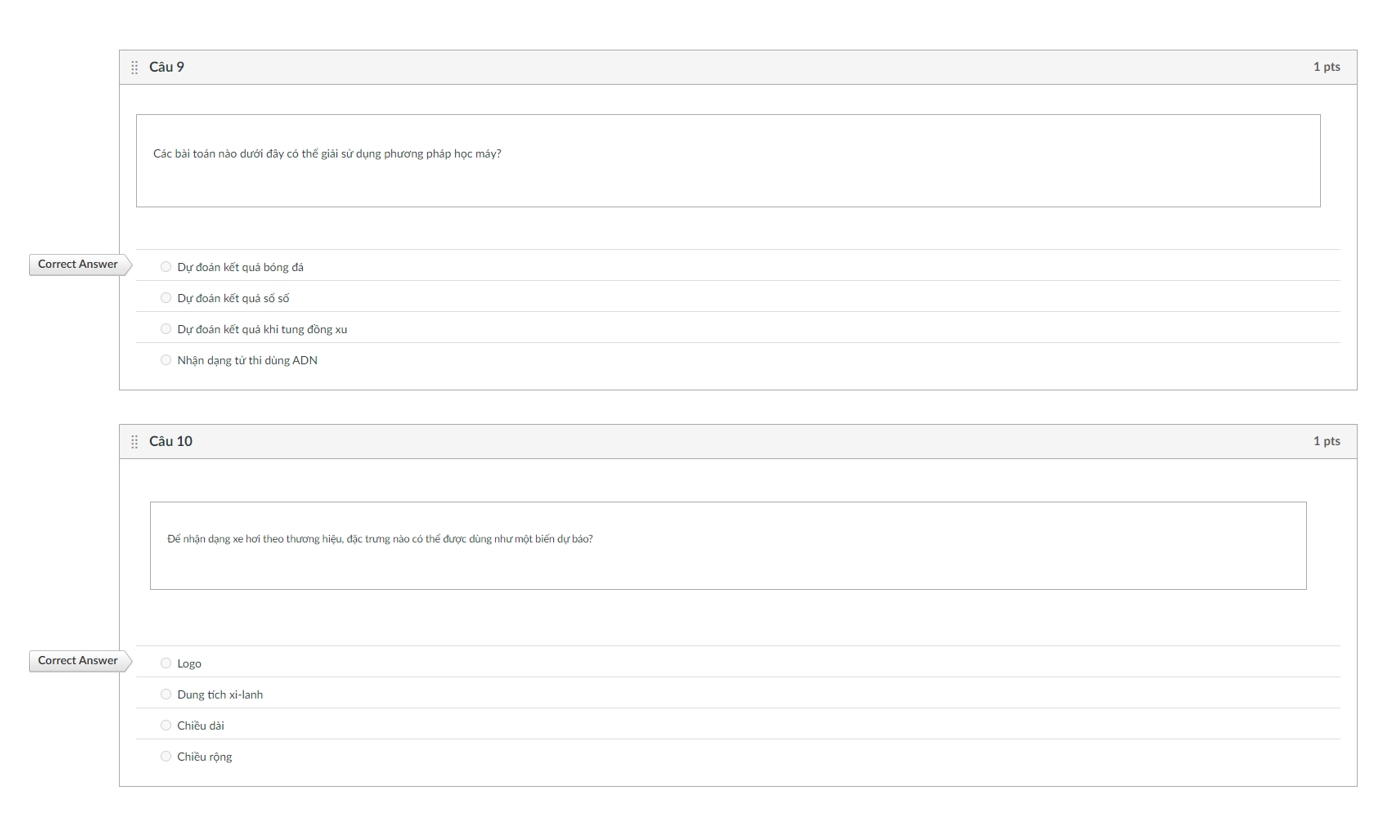 Câu 9
1 pts
Các bài toán nào dưới đây có thể giải sử dụng phương pháp học máy?
Correct Answer
Dự đoán kết quả bóng đá
Dự đoán kết quả số số
Dự đoán kết quả khi tung đồng xu
Nhận dạng tử thi dùng ADN
Câu 10
1 pts
Để nhận dạng xe hơi theo thương hiệu, đặc trưng nào có thể được dùng như một biến dự báo?
Correct Answer
Logo
Dung tích xi-lanh
Chiều dài
Chiều rộng